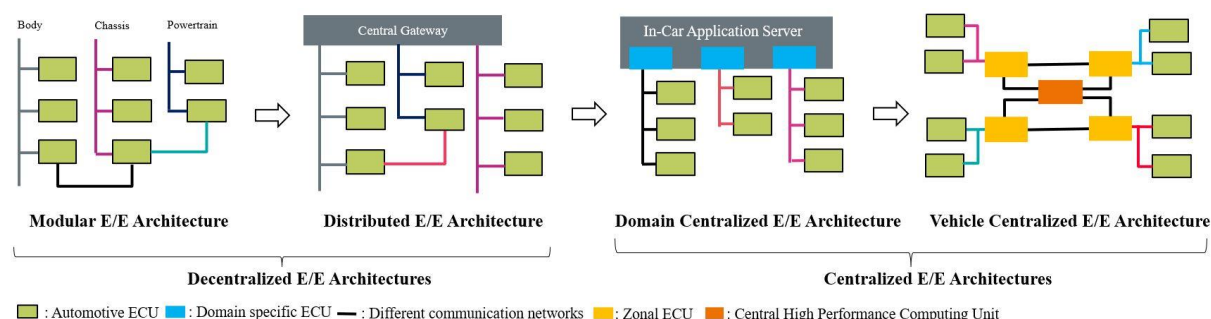 Body Chassis Powertrain
Central Gateway
In-Car Application Server
Modular E/E Architecture
Distributed E/E Architecture
Domain Centralized E/E Architecture
Vehicle Centralized E/E Architecture
Decentralized E/E Architectures
Centralized E/E Architectures
: Automotive ECU : Domain specific ECU : Different communication networks : Zonal ECU : Central High Performance Computing Unit